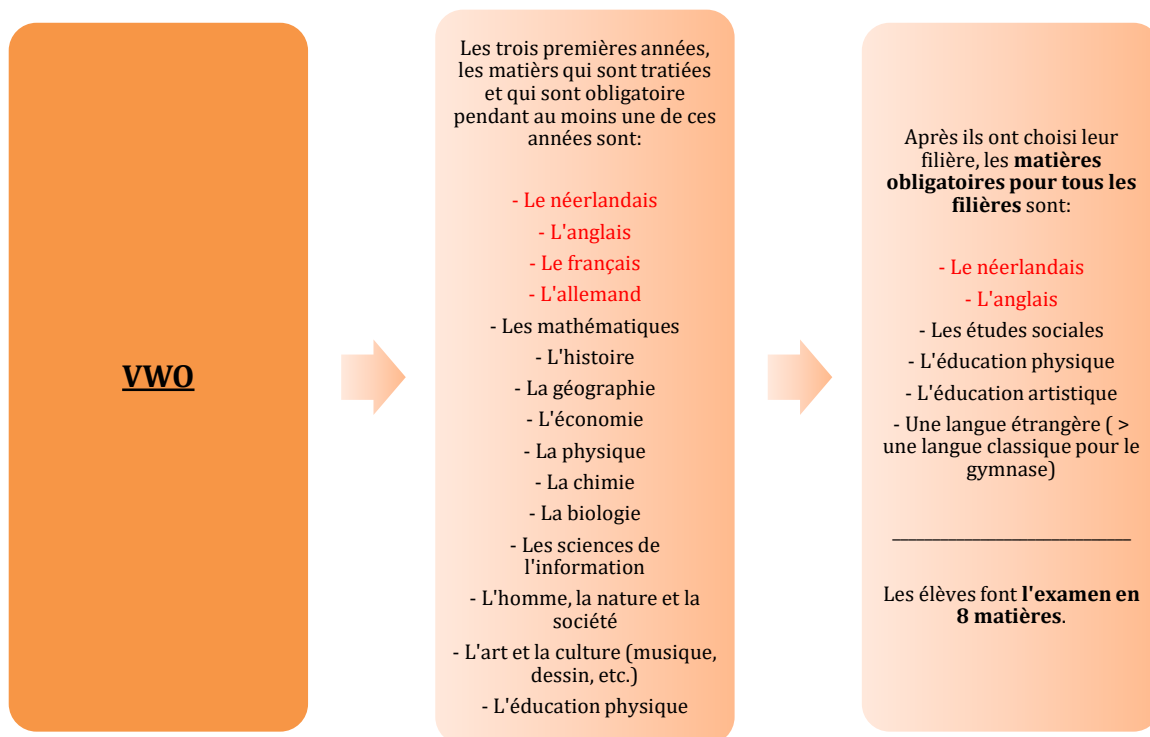 VWO
Les trois premières années,
les matièrs qui sont tratiées
et qui sont obligatoire
pendant au moins une de ces
années sont:
- Le néerlandais
- L'anglais
- Le français
- L'allemand
- Les mathématiques
- L'histoire
- La géographie
- L'économie
- La physique
- La chimie
- La biologie
- Les sciences de
l'information
- L'homme, la nature et la
société
- L'art et la culture (musique,
dessin, etc.)
- L'éducation physique
Après ils ont choisi leur
filière, les matières
obligatoires pour tous les
filières sont:
- Le néerlandais
- L'anglais
- Les études sociales
- L'éducation physique
- L'éducation artistique
- Une langue étrangère ( >
une langue classique pour le
gymnase)
Les élèves font l'examen en
8 matières.